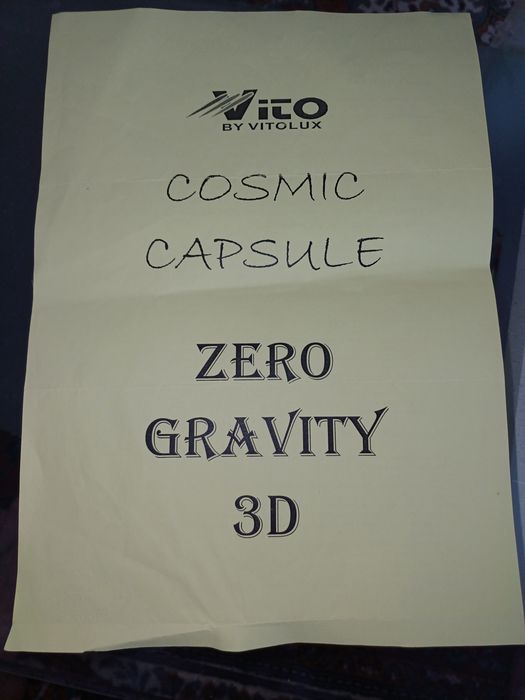 Vito
BY VITOLUX
COSMIC
CAPSULE
ZERO
GRAVITY
3D